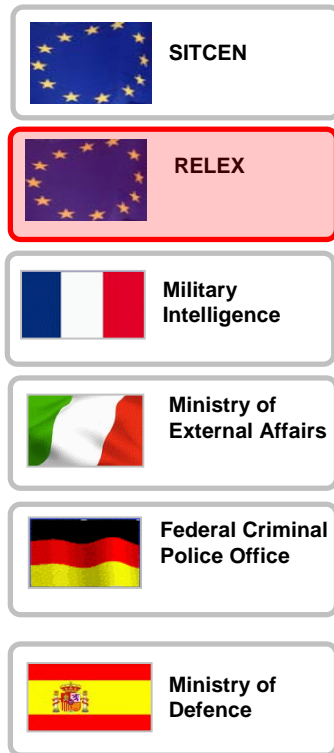 SITCEN
RELEX
Military
Intelligence
Ministry of
External Affairs
Federal Criminal
Police Office
Ministry of
Defence